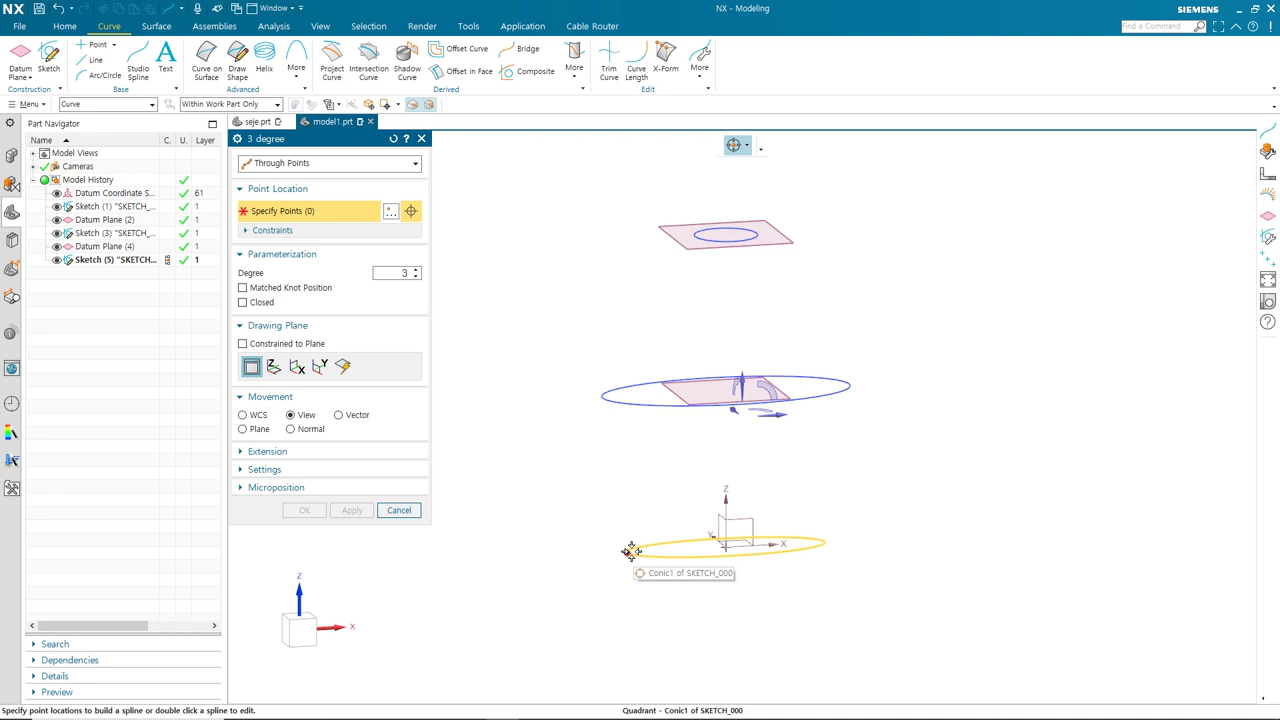 NX
Window
NX - Modeling
SIEMENS
File
Home
Curve
Surface
Assemblies
Analysis
View
Selection
Render
Tools
Application
Cable Router
Find a Command
Datum Plane
Sketch
Point
Line
Arc/Circle
Studio Spline
Text
Curve on Surface
Draw Shape
Helix
More
Project Curve
Intersection Curve
Shadow Curve
Offset Curve
Offset in Face
Bridge
Composite
More
Trim Curve
Curve Length
X-Form
More
Construction
Base
Advanced
Derived
Edit
Menu
Curve
Within Work Part Only
Part Navigator
seje.prt
model1.prt
Name
C.
U.
Layer
Model Views
Cameras
Model History
Datum Coordinate S...
61
Sketch (1) "SKETCH_...
1
Datum Plane (2)
1
Sketch (3) "SKETCH_...
1
Datum Plane (4)
1
Sketch (5) "SKETCH...
1
Search
Dependencies
Details
Preview
3 degree
Through Points
Point Location
Specify Points (0)
Constraints
Parameterization
Degree
3
Matched Knot Position
Closed
Drawing Plane
Constrained to Plane
Z
X
Y
Movement
WCS
View
Vector
Plane
Normal
Extension
Settings
Microposition
OK
Apply
Cancel
Z
Y
X
Conic1 of SKETCH_000
Z
X
Specify point locations to build a spline or double click a spline to edit.
Quadrant - Conic1 of SKETCH_000